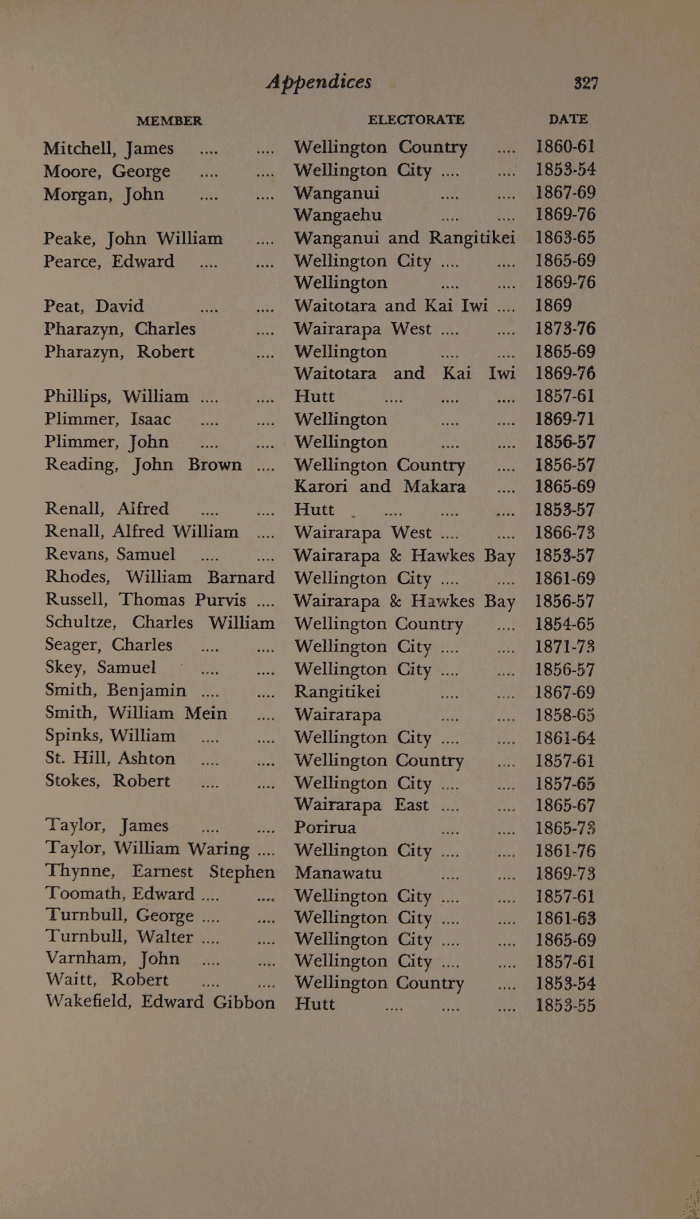 Appendices 327
MEMBER ELECTORATE DATE
Mitchell, James .... .... Wellington Country .... 1860-61
Moore, George .... .... Wellington City .... .... 1853-54
Morgan, John .... .... Wanganui .... .... 1867-69
Wangaehu .... .... 1869-76
Peake, John William .... Wanganui and Rangitikei 1863-65
Pearce, Edward .... .... Wellington City .... .... 1865-69
Wellington .... .... 1869-76
Peat, David .... .... Waitotara and Kai Iwi .... 1869
Pharazyn, Charles .... Wairarapa West .... .... 1873-76
Pharazyn, Robert .... Wellington .... .... 1865-69
Waitotara and Kai Iwi 1869-76
Phillips, William .... .... Hutt .... .... .... 1857-61
Plimmer, Isaac .... .... Wellington .... .... 1869-71
Plimmer, John .... .... Wellington .... .... 1856-57
Reading, John Brown .... Wellington Country .... 1856-57
Karori and Makara .... 1865-69
Renall, Alfred .... .... Hutt .... .... .... 1853-57
Renall, Alfred William .... Wairarapa West .... .... 1866-73
Revans, Samuel .... .... Wairarapa & Hawkes Bay 1853-57
Rhodes, William Barnard Wellington City .... .... 1861-69
Russell, Thomas Purvis .... Wairarapa & Hawkes Bay 1856-57
Schultze, Charles William Wellington Country .... 1854-65
Seager, Charles .... .... Wellington City .... .... 1871-73
Skey, Samuel .... .... Wellington City .... .... 1856-57
Smith, Benjamin .... .... Rangitikei .... .... 1867-69
Smith, William Mein .... Wairarapa .... .... 1858-65
Spinks, William .... .... Wellington City .... .... 1861-64
St. Hill, Ashton .... .... Wellington Country .... 1857-61
Stokes, Robert .... .... Wellington City .... .... 1857-65
Wairarapa East .... .... 1865-67
Taylor, James .... .... Porirua .... .... 1865-73
Taylor, William Waring .... Wellington City .... .... 1861-76
Thynne, Earnest Stephen Manawatu .... .... 1869-73
Toomath, Edward .... .... Wellington City .... .... 1857-61
Turnbull, George .... .... Wellington City .... .... 1861-63
Turnbull, Walter .... .... Wellington City .... .... 1865-69
Varnham, John .... .... Wellington City .... .... 1857-61
Waitt, Robert .... .... Wellington Country .... 1853-54
Wakefield, Edward Gibbon Hutt .... .... .... 1853-55